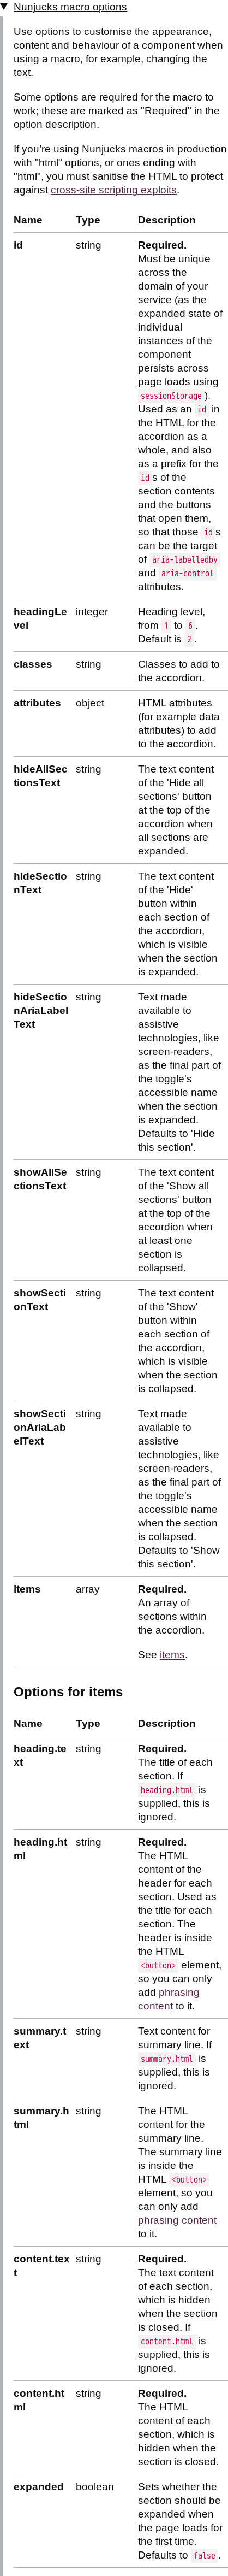 ▼ Nunjucks macro options
Use options to customise the appearance,
content and behaviour of a component when
using a macro, for example, changing the
text.
Some options are required for the macro to
work; these are marked as "Required" in the
option description.
If you're using Nunjucks macros in production
with "html" options, or ones ending with
"html", you must sanitise the HTML to protect
against cross-site scripting exploits.
Name Type Description
id string Required.
Must be unique
across the
domain of your
service (as the
expanded state of
individual
instances of the
component
persists across
page loads using
sessionStorage).
Used as an id in
the HTML for the
accordion as a
whole, and also
as a prefix for the
ids of the
section contents
and the buttons
that open them,
so that those ids
can be the target
of aria-labelledby
and aria-control
attributes.
headingLe integer Heading level,
vel from 1 to 6.
Default is 2.
classes string Classes to add to
the accordion.
attributes object HTML attributes
(for example data
attributes) to add
to the accordion.
hideAllSec string The text content
tionsText of the 'Hide all
sections' button
at the top of the
accordion when
all sections are
expanded.
hideSectio string The text content
nText of the 'Hide'
button within
each section of
the accordion,
which is visible
when the section
is expanded.
hideSectio string Text made
nAriaLabel available to
Text assistive
technologies, like
screen-readers,
as the final part of
the toggle's
accessible name
when the section
is expanded.
Defaults to 'Hide
this section'.
showAllSe string The text content
ctionsText of the 'Show all
sections' button
at the top of the
accordion when
at least one
section is
collapsed.
showSecti string The text content
onText of the 'Show'
button within
each section of
the accordion,
which is visible
when the section
is collapsed.
showSecti string Text made
onAriaLab available to
elText assistive
technologies, like
screen-readers,
as the final part of
the toggle's
accessible name
when the section
is collapsed.
Defaults to 'Show
this section'.
items array Required.
An array of
sections within
the accordion.
See items.
Options for items
Name Type Description
heading.te string Required.
xt The title of each
section. If
heading.html is
supplied, this is
ignored.
heading.ht string Required.
ml The HTML
content of the
header for each
section. Used as
the title for each
section. The
header is inside
the HTML
<button> element,
so you can only
add phrasing
content to it.
summary.t string Text content for
ext summary line. If
summary.html is
supplied, this is
ignored.
summary.h string The HTML
tml content for the
summary line.
The summary line
is inside the
HTML <button>
element, so you
can only add
phrasing content
to it.
content.tex string Required.
t The text content
of each section,
which is hidden
when the section
is closed. If
content.html is
supplied, this is
ignored.
content.ht string Required.
ml The HTML
content of each
section, which is
hidden when the
section is closed.
expanded boolean Sets whether the
section should be
expanded when
the page loads for
the first time.
Defaults to false.